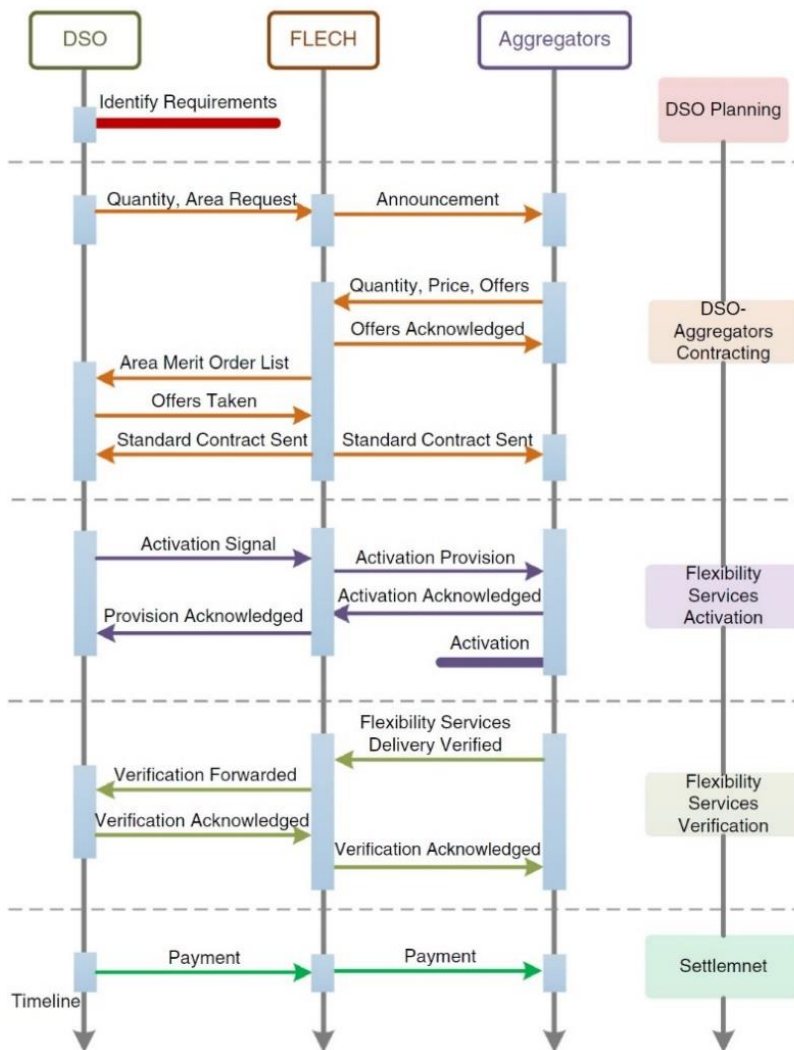 DSO
FLECH
Aggregators
Identify Requirements
DSO Planning
Quantity, Area Request
Announcement
Quantity, Price, Offers
Offers Acknowledged
DSO-
Aggregators
Contracting
Area Merit Order List
Offers Taken
Standard Contract Sent
Standard Contract Sent
Activation Signal
Activation Provision
Activation Acknowledged
Provision Acknowledged
Activation
Flexibility
Services
Activation
Flexibility Services
Delivery Verified
Verification Forwarded
Verification Acknowledged
Verification Acknowledged
Flexibility
Services
Verification
Payment
Payment
Settlemnet
Timeline